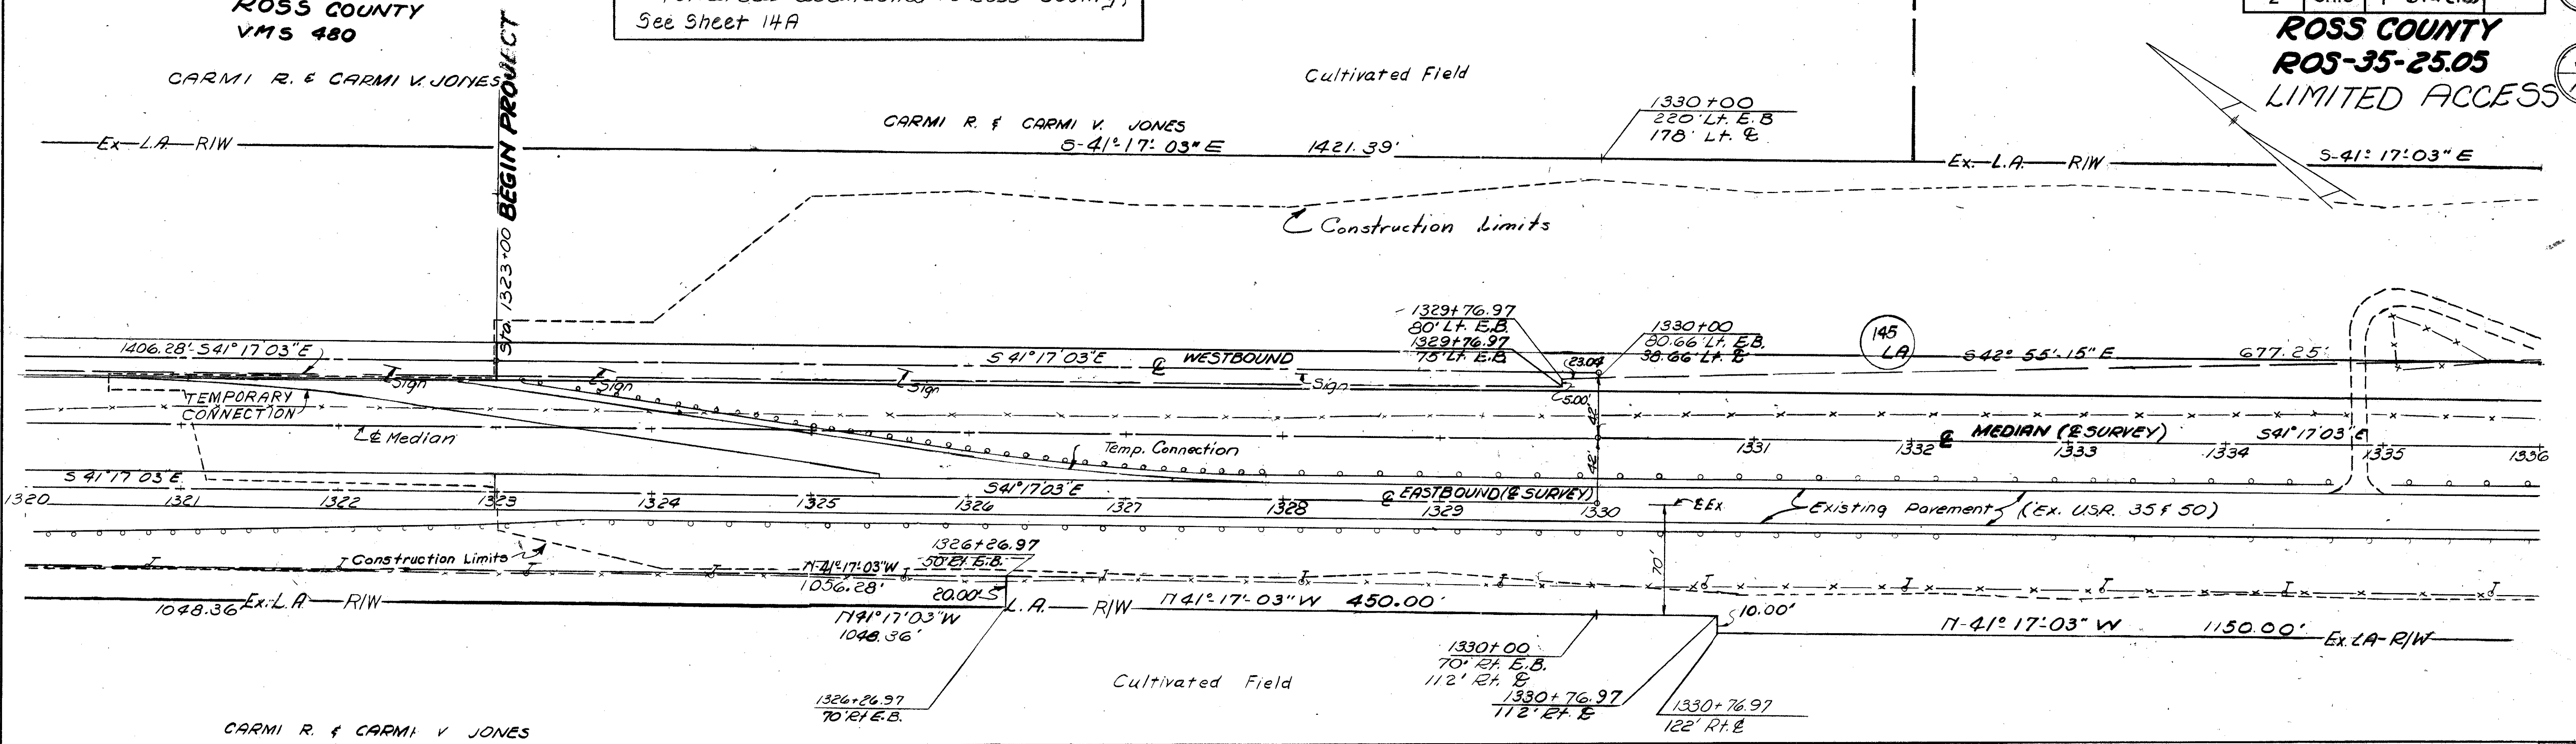 ROSS COUNTY
VMS 480
See Sheet 14A
2 OHIO
ROSS COUNTY
ROS-35-25.05
LIMITED ACCESS
CARMI R. & CARMI V. JONES
Sta. 1323+00 BEGIN PROJECT
Cultivated Field
1330+00
220' Lt. E.B
178' Lt. ℄
CARMI R. & CARMI V. JONES
Ex. L.A. R/W
S-41°-17'-03" E 1421.39'
Ex. L.A. R/W
S-41°-17'-03" E
Construction Limits
1329+76.97
80' Lt. E.B.
1329+76.97
75' Lt. E.B
1330+00
80.66' Lt. E.B.
38.66' Lt. ℄
145
LA
1406.28'-S41°17'03"E
S 41°17'03"E
℄ WESTBOUND
23.04
S 42° 55'-15" E 677.25'
Sign
Sign
Sign
Sign
5.00'
TEMPORARY
CONNECTION
42'
℄ Median
Temp. Connection
℄ MEDIAN (℄ SURVEY)
S41°17'03"E
1331 1332 1333 1334 1335 1336
42'
S 41°17'03"E
S41°17'03"E
℄ EASTBOUND (℄ SURVEY)
1320 1321 1322 1323 1324 1325 1326 1327 1328 1329 1330
℄ Ex.
Existing Pavement (Ex. U.S.R. 35 & 50)
Construction Limits
1326+26.97
50' Rt. E.B.
N-41°-17'-03"W
1056.28'
20.00'
70'
1048.36 Ex. L.A. R/W
L.A. R/W N 41°-17'-03" W 450.00'
10.00'
N 41°17'03"W
1048.36'
N-41°-17'-03" W 1150.00'
Ex. LA R/W
1330+00
70' Rt. E.B.
112' Rt. ℄
Cultivated Field
1326+26.97
70' Rt E.B.
1330+76.97
112' Rt. ℄
1330+76.97
122' Rt. ℄
CARMI R. & CARMI V JONES